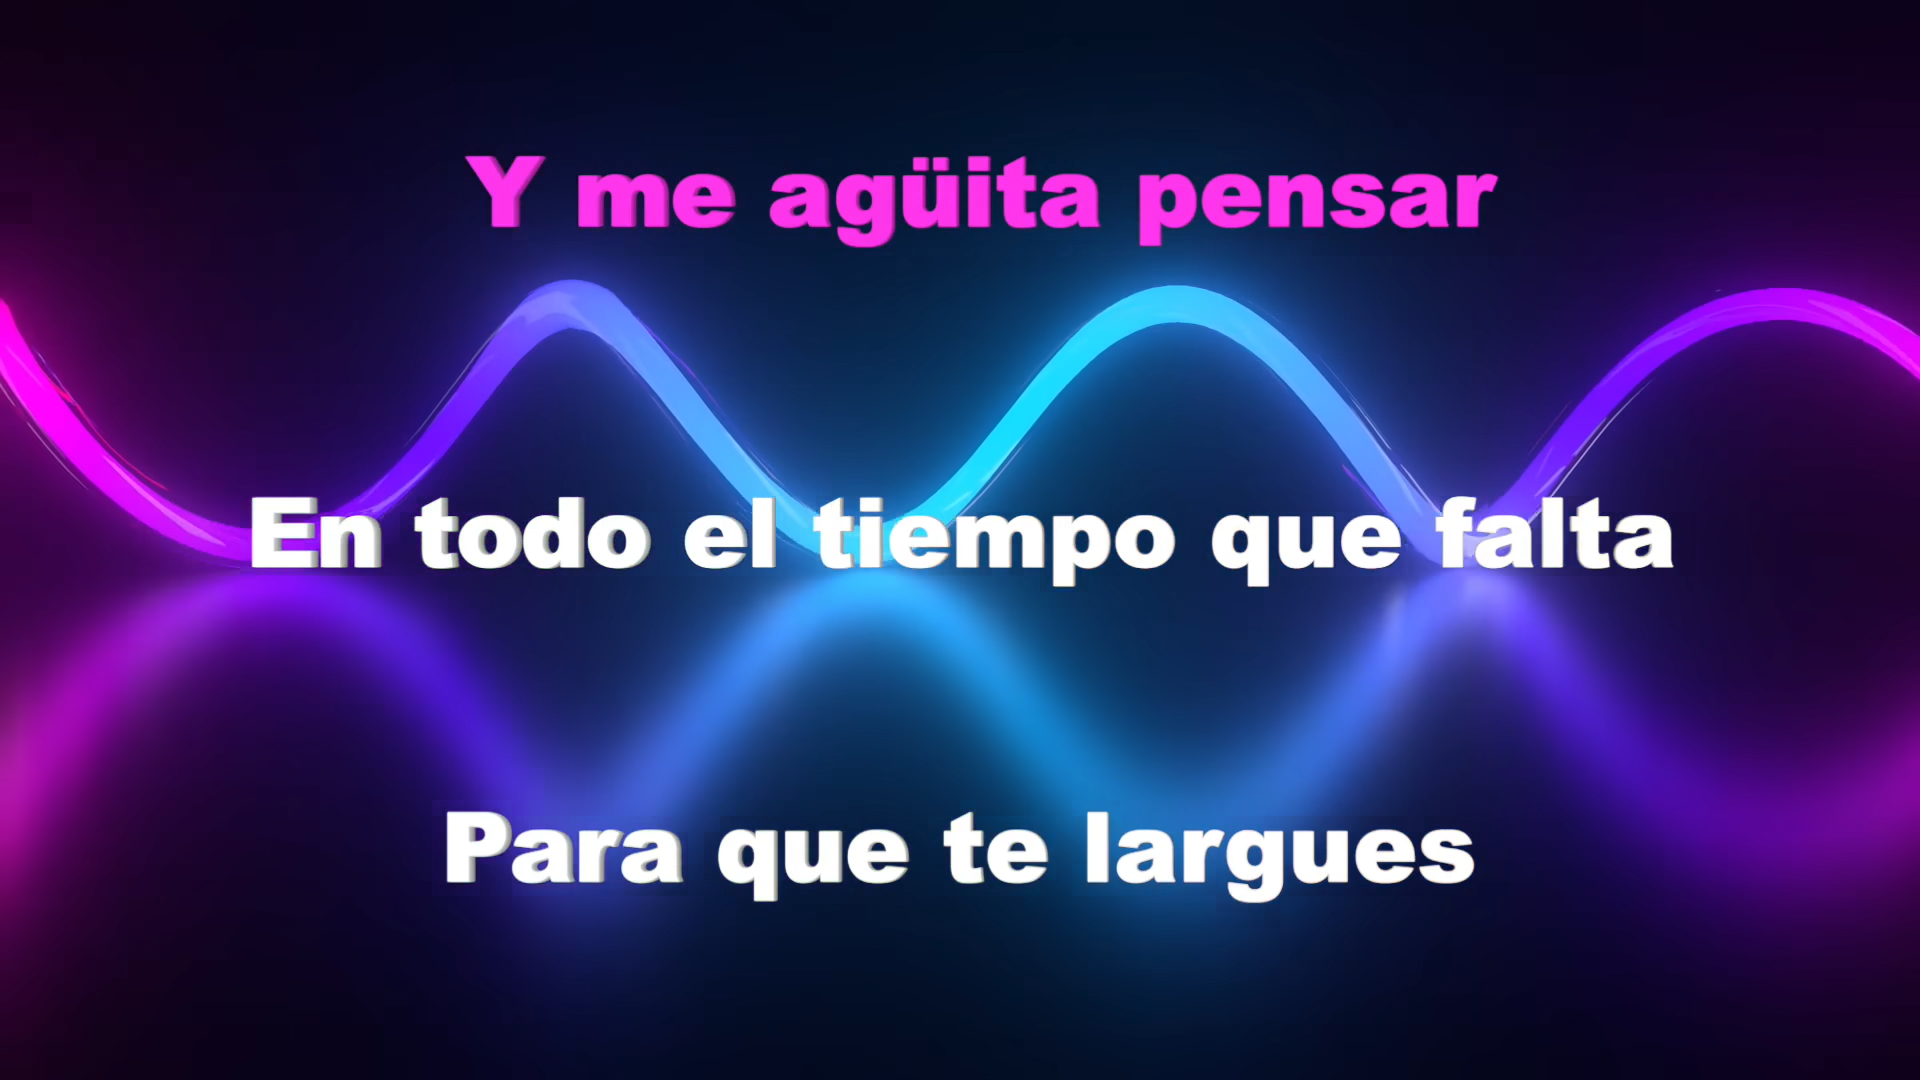 Y me agüita pensar
En todo el tiempo que falta
Para que te largues